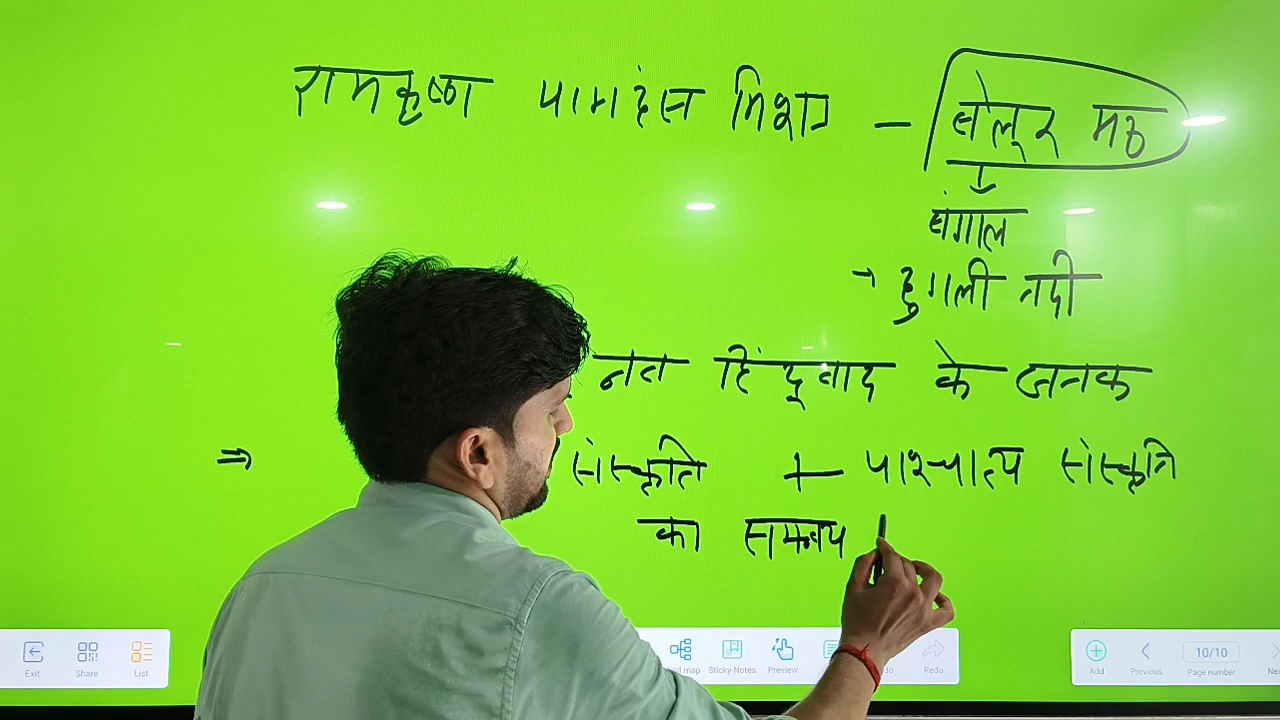 रामकृष्ण परमहंस मिशन – बेलूर मठ
बंगाल
→ हुगली नदी
नव हिंदूवाद के जनक
⇒ संस्कृति + पाश्चात्य संस्कृति
का समन्वय
Exit Share List Sticky-Notes Preview Redo Add Previous 10/10 Page number